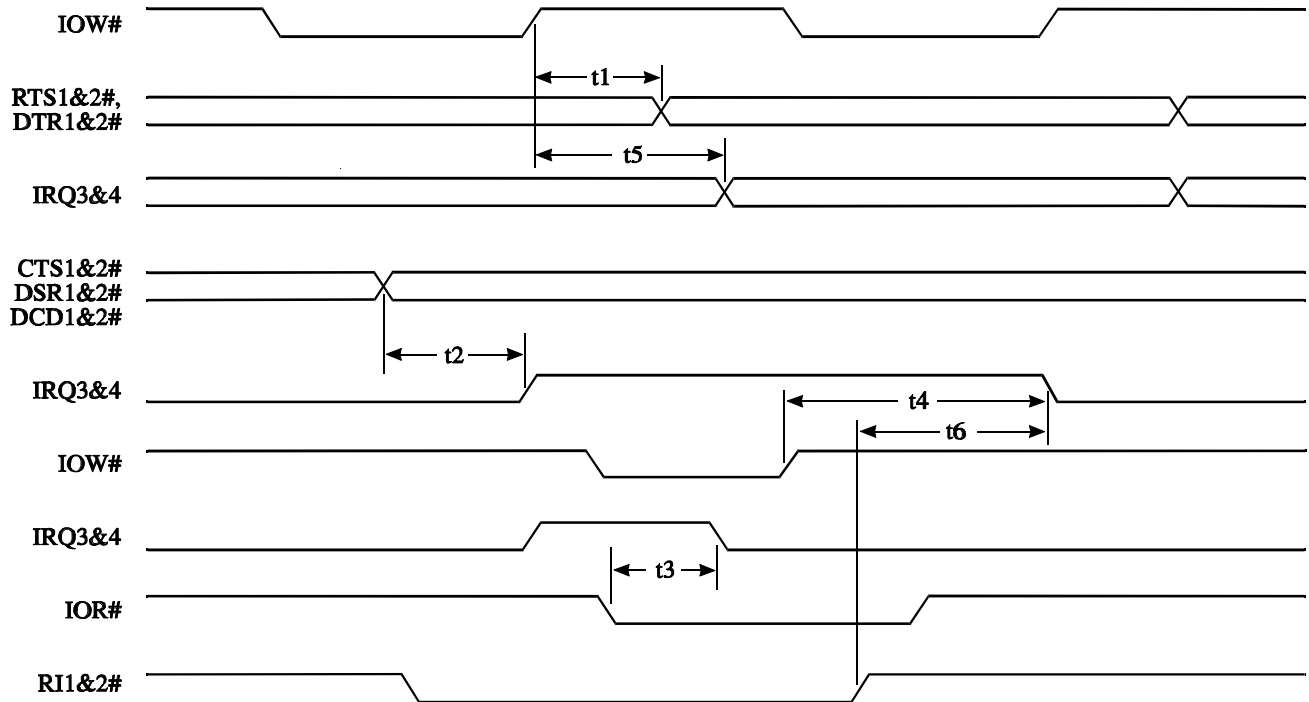 IOW#
t1
RTS1&2#,
DTR1&2#
t5
IRQ3&4
CTS1&2#
DSR1&2#
DCD1&2#
t2
IRQ3&4
t4
t6
IOW#
IRQ3&4
t3
IOR#
RI1&2#